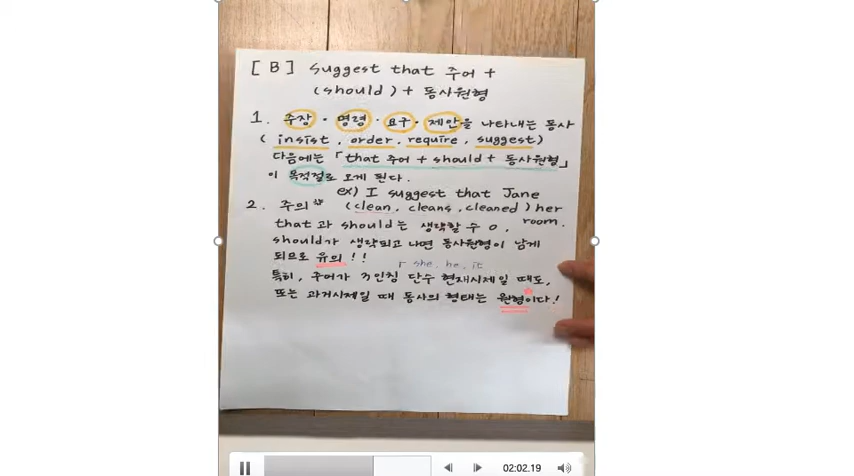 [B] suggest that 주어 +
(should) + 동사원형
1. 주장 · 명령 · 요구 · 제안을 나타내는 동사
( insist, order, require, suggest )
다음에는 「that 주어 + should + 동사원형」
이 목적절로 오게 된다.
ex) I suggest that Jane
2. 주의 (clean, cleans, cleaned) her
room.
that과 should는 생략할 수 O,
should가 생략되고 나면 동사원형이 남게
되므로 유의!!
she, he, it
특히, 주어가 3인칭 단수 현재시제일 때도,
또는 과거시제일 때 동사의 형태는 원형이다!
02:02.19